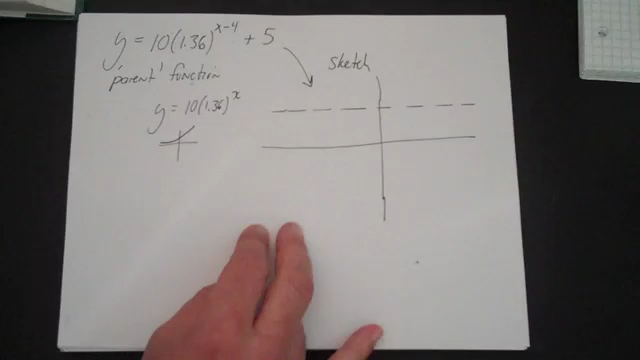 y = 10(1.36)^{x-4} + 5
'parent' function
y = 10(1.36)^x
sketch